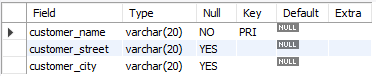 Field Type Null Key Default Extra
customer_name varchar(20) NO PRI NULL
customer_street varchar(20) YES NULL
customer_city varchar(20) YES NULL